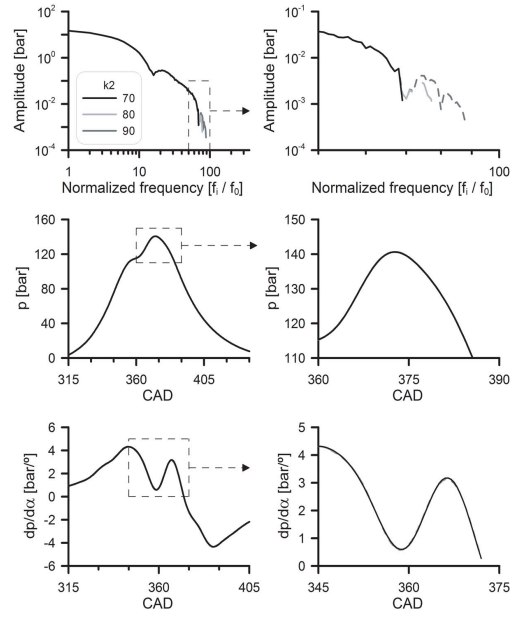 10² 10⁻¹
10⁰ 10⁻²
10⁻² 10⁻³
10⁻⁴ 10⁻⁴
Amplitude [bar] Amplitude [bar]
k2
70
80
90
1 10 100 100
Normalized frequency [fᵢ / f₀] Normalized frequency [fᵢ / f₀]
160 150
120 140
80 130
40 120
0 110
p [bar] p [bar]
315 360 405 360 375 390
CAD CAD
6 5
4 4
2 3
0 2
-2 1
-4 0
-6
dp/dα [bar/º] dp/dα [bar/º]
315 360 405 345 360 375
CAD CAD